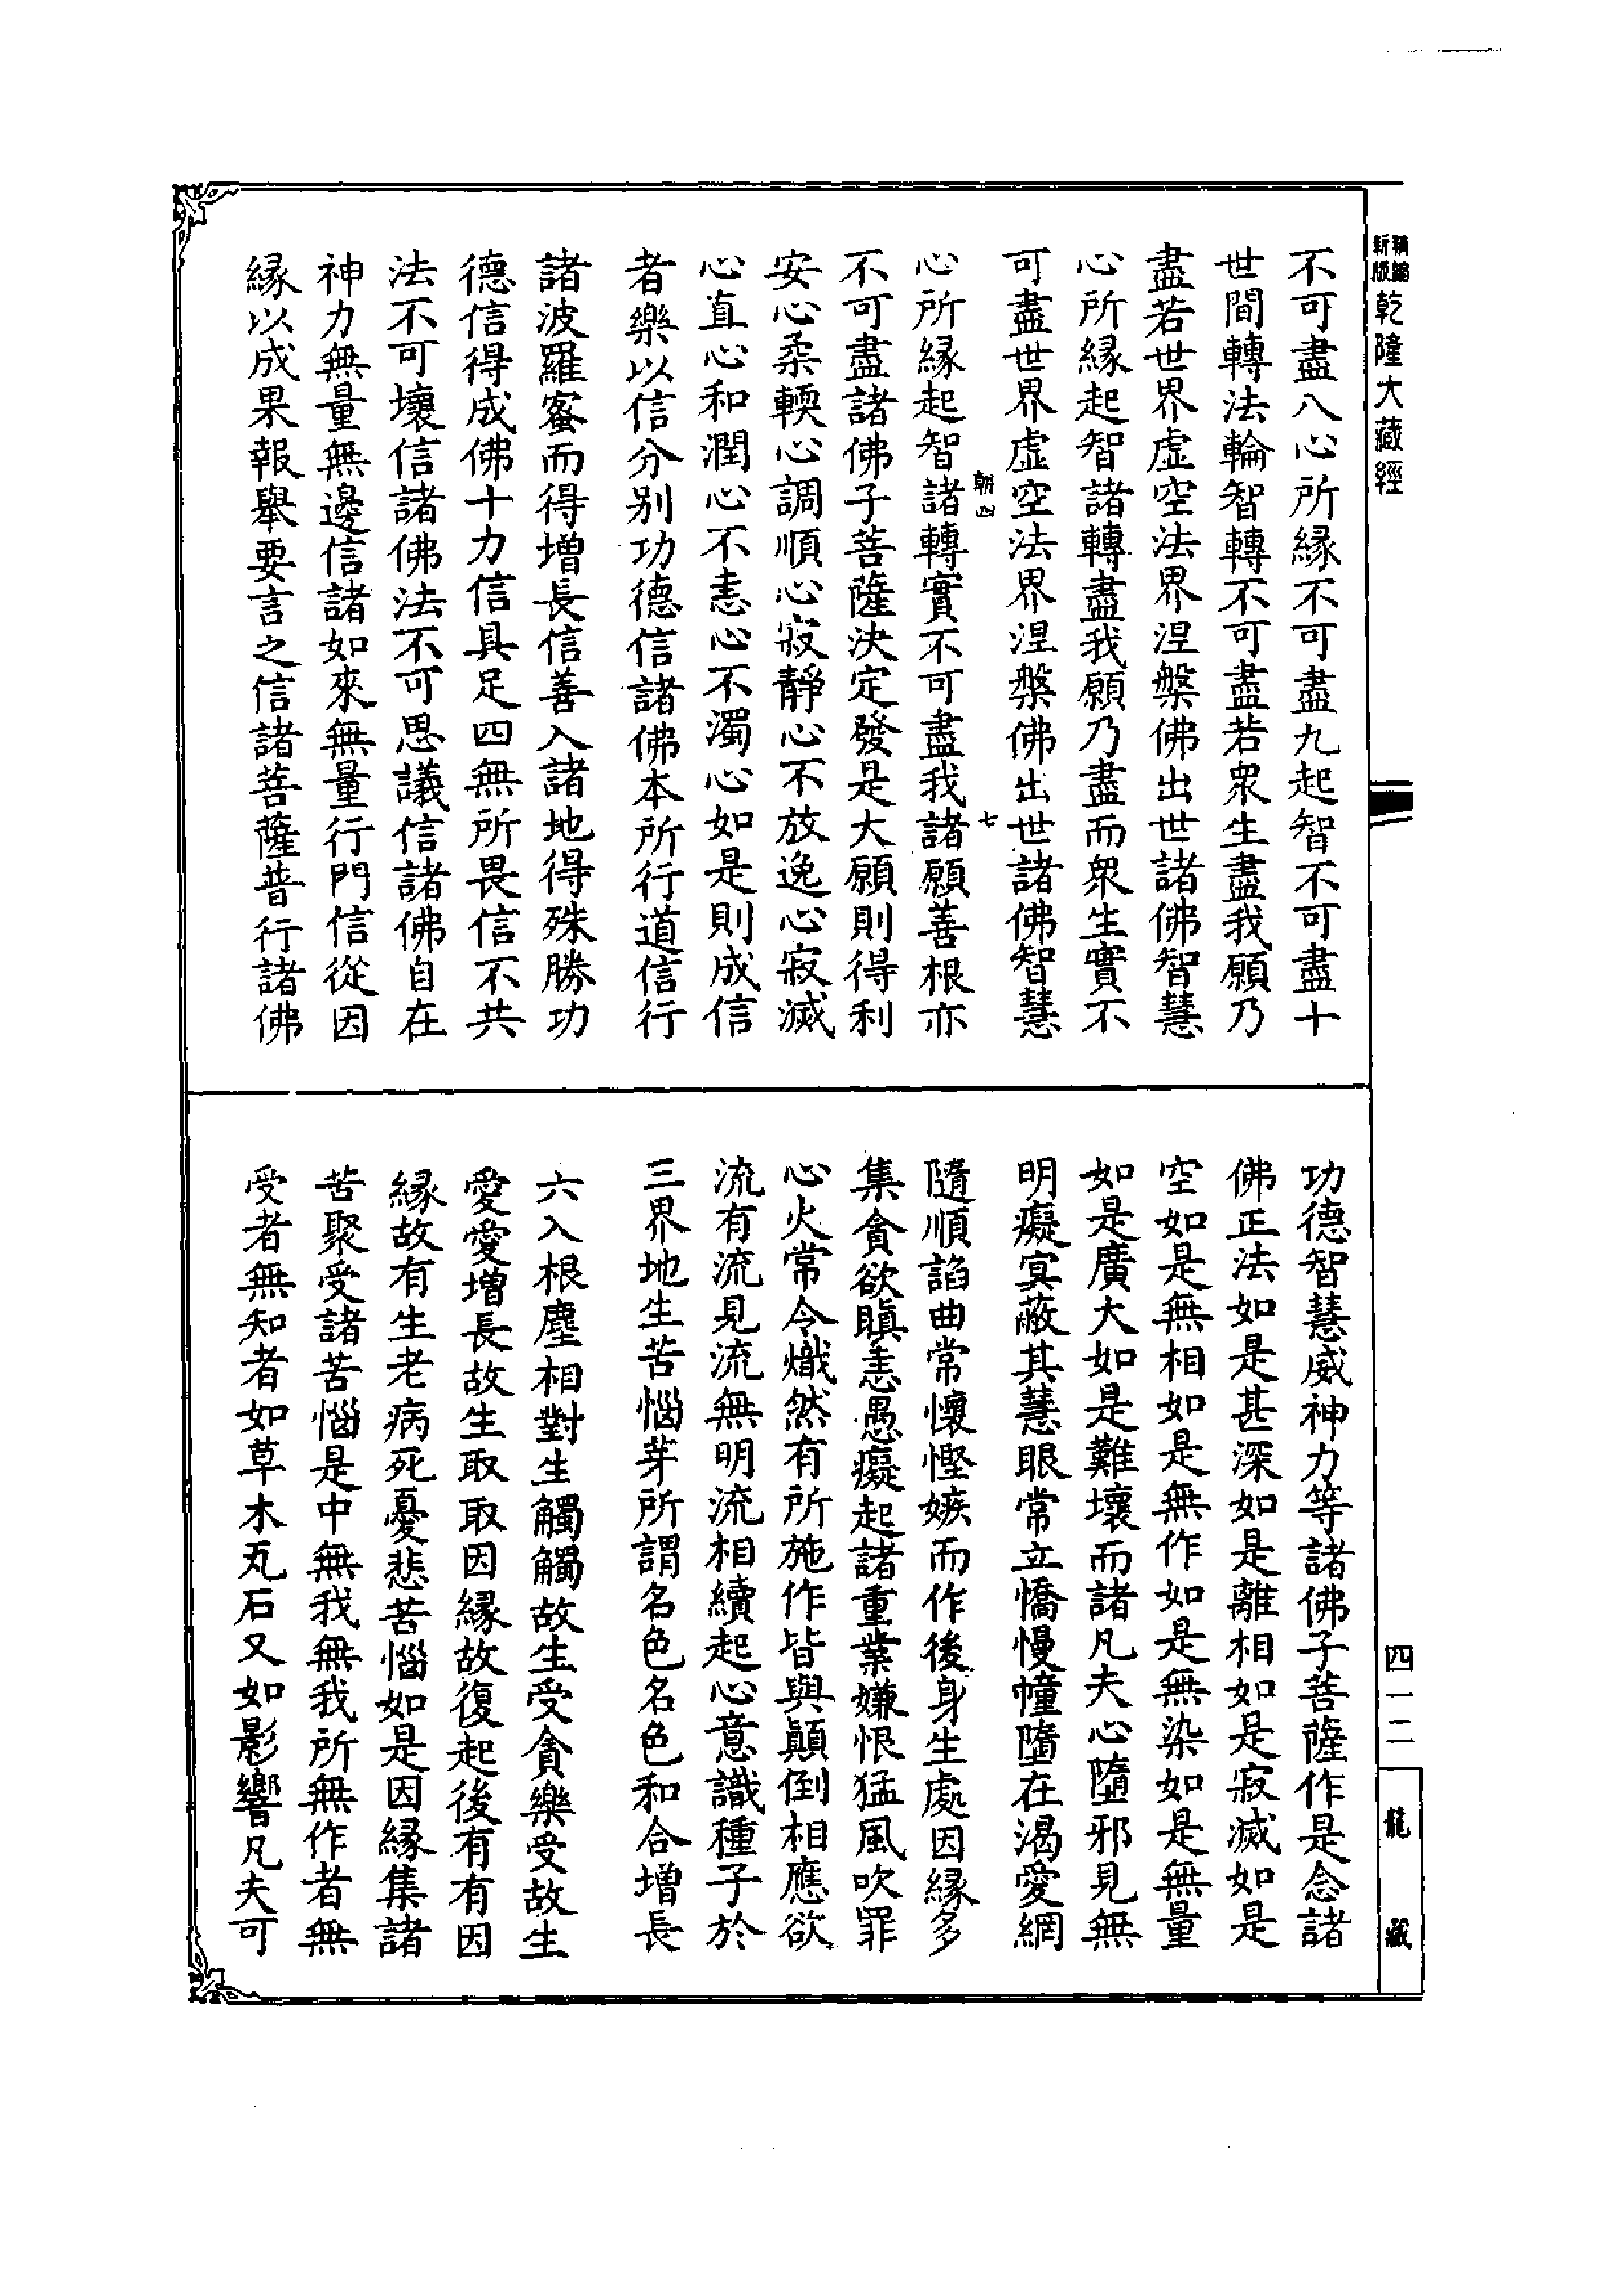 精編
新版
乾隆大藏經
不可盡八心所緣不可盡九起智不可盡十
世間轉法輪智轉不可盡若衆生盡我願乃
盡若世界虛空法界涅槃佛出世諸佛智慧
心所緣起智諸轉盡我願乃盡而衆生實不
可盡世界虛空法界涅槃佛出世諸佛智慧
朝四
七
心所緣起智諸轉實不可盡我諸願善根亦
不可盡諸佛子菩薩決定發是大願則得利
安心柔輭心調順心寂靜心不放逸心寂滅
心直心和潤心不恚心不濁心如是則成信
者樂以信分別功德信諸佛本所行道信行
諸波羅蜜而得增長信善入諸地得殊勝功
德信得成佛十力信具足四無所畏信不共
法不可壞信諸佛法不可思議信諸佛自在
神力無量無邊信諸如來無量行門信從因
緣以成果報舉要言之信諸菩薩普行諸佛
功德智慧威神力等諸佛子菩薩作是念諸
佛正法如是甚深如是離相如是寂滅如是
空如是無相如是無作如是無染如是無量
如是廣大如是難壞而諸凡夫心墮邪見無
明癡冥蔽其慧眼常立憍慢幢墮在渴愛網
隨順諂曲常懷慳嫉而作後身生處因緣多
集貪欲瞋恚愚癡起諸重業嫌恨猛風吹罪
心火常令熾然有所施作皆與顛倒相應欲
流有流見流無明流相續起心意識種子於
三界地生苦惱芽所謂名色名色和合增長
六入根塵相對生觸觸故生受貪樂受故生
愛愛增長故生取取因緣故復起後有有因
緣故有生老病死憂悲苦惱如是因緣集諸
苦聚受諸苦惱是中無我無我所無作者無
受者無知者如草木瓦石又如影響凡夫可
四一二
龍藏